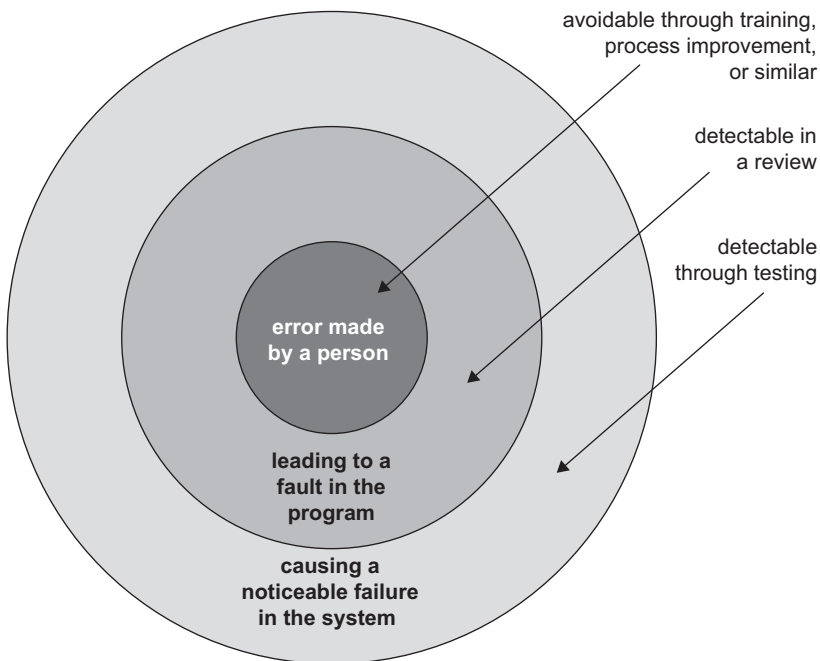 avoidable through training,
process improvement,
or similar
detectable in
a review
detectable
through testing
error made
by a person
leading to a
fault in the
program
causing a
noticeable failure
in the system